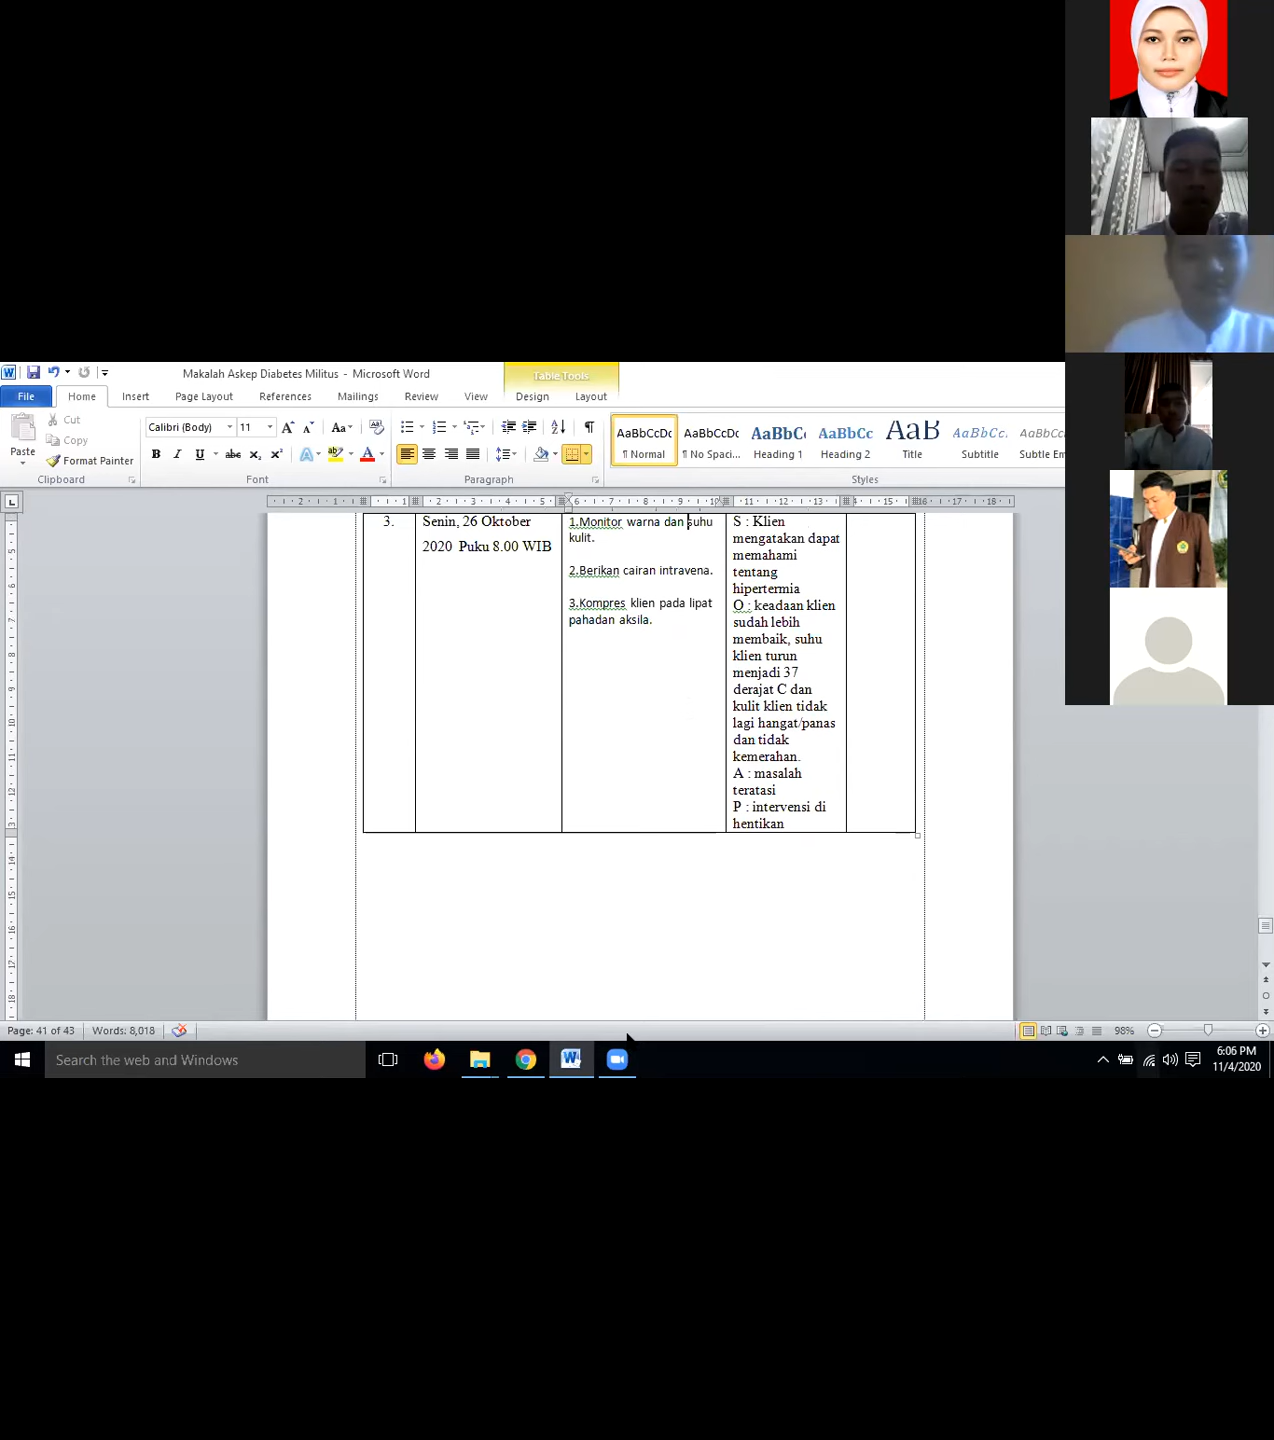 Makalah Askep Diabetes Militus - Microsoft Word
Table Tools
File Home Insert Page Layout References Mailings Review View Design Layout
Paste
Cut
Copy
Format Painter
Calibri (Body) 11
AaBbCcDc AaBbCcDc AaBbC AaBbCc AaB AaBbCc. AaBbCc
¶ Normal ¶ No Spaci... Heading 1 Heading 2 Title Subtitle Subtle Em
Clipboard Font Paragraph Styles
3.
Senin, 26 Oktober
2020 Puku 8.00 WIB
1.Monitor warna dan suhu
kulit.
2.Berikan cairan intravena.
3.Kompres klien pada lipat
pahadan aksila.
S : Klien
mengatakan dapat
memahami
tentang
hipertermia
O : keadaan klien
sudah lebih
membaik, suhu
klien turun
menjadi 37
derajat C dan
kulit klien tidak
lagi hangat/panas
dan tidak
kemerahan.
A : masalah
teratasi
P : intervensi di
hentikan
Page: 41 of 43 Words: 8,018 98%
Search the web and Windows
6:06 PM
11/4/2020